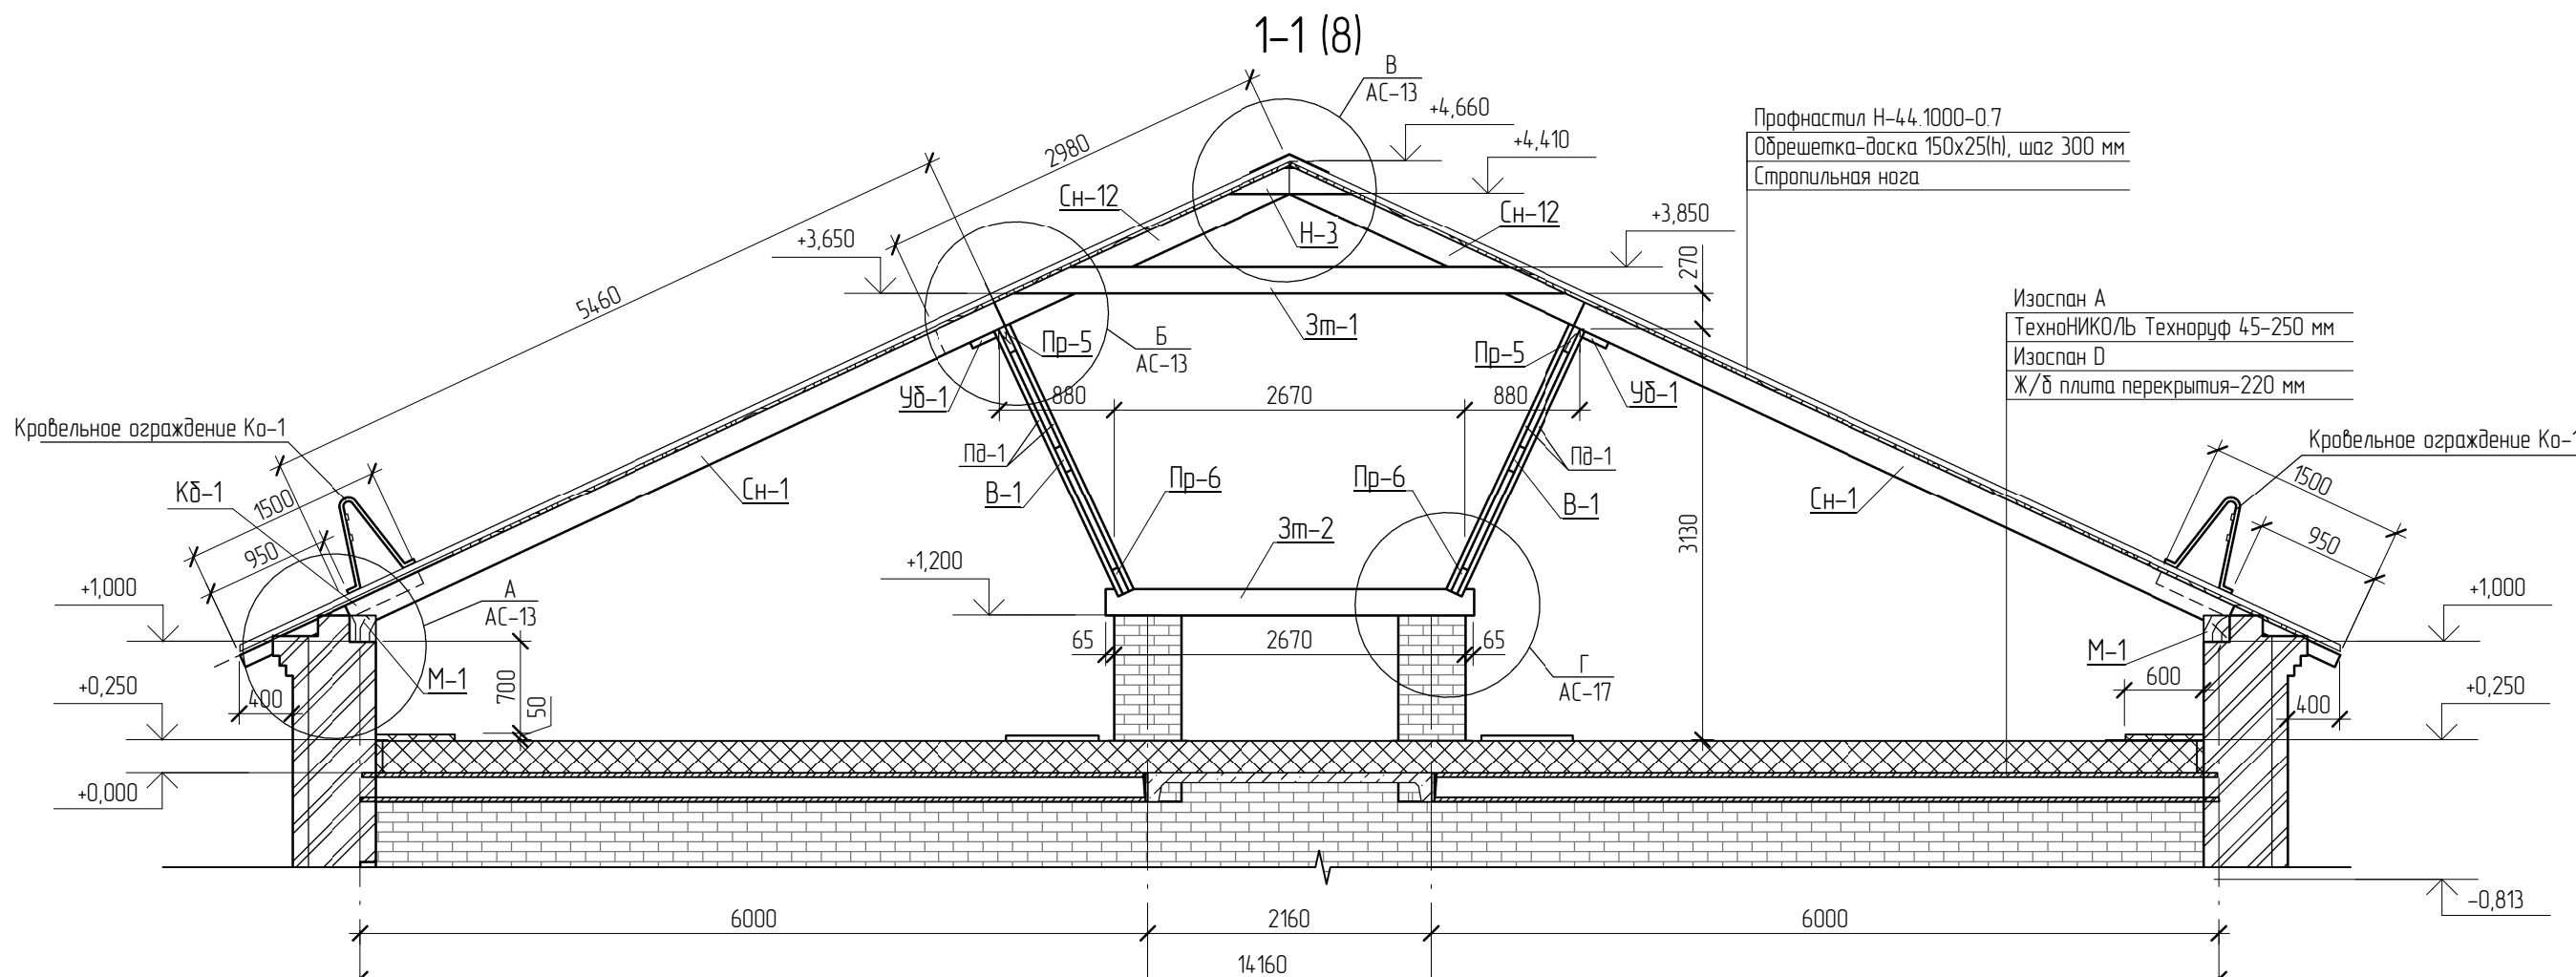 1-1 (8)
В
АС-13
+4,660
+4,410
2980
Профнастил Н-44.1000-0.7
Обрешетка-доска 150х25(h), шаг 300 мм
Стропильная нога
Сн-12
Сн-12
Н-3
+3,650
+3,850
270
5460
Зт-1
Изоспан А
ТехноНИКОЛЬ Техноруф 45-250 мм
Изоспан D
Ж/б плита перекрытия-220 мм
Пр-5
Б
АС-13
Пр-5
Уб-1
880
2670
880
Уб-1
Кровельное ограждение Ко-1
Кровельное ограждение Ко-1
Пд-1
Пд-1
Кб-1
1500
Сн-1
В-1
Пр-6
Пр-6
В-1
Сн-1
1500
950
950
3130
Зт-2
+1,200
+1,000
А
АС-13
+1,000
65
2670
65
М-1
М-1
Г
АС-17
+0,250
400
700
50
600
400
+0,250
+0,000
-0,813
6000
2160
6000
14160